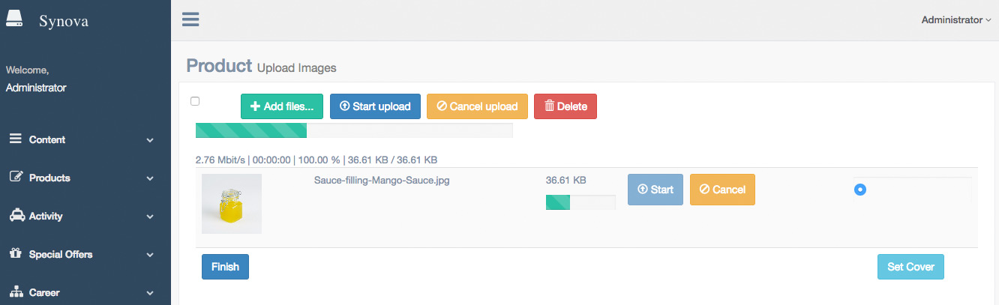 Synova
Administrator
Welcome,
Administrator
Product Upload Images
Add files...
Start upload
Cancel upload
Delete
2.76 Mbit/s | 00:00:00 | 100.00 % | 36.61 KB / 36.61 KB
Content
Products
Activity
Special Offers
Career
Sauce-filling-Mango-Sauce.jpg
36.61 KB
Start
Cancel
Finish
Set Cover